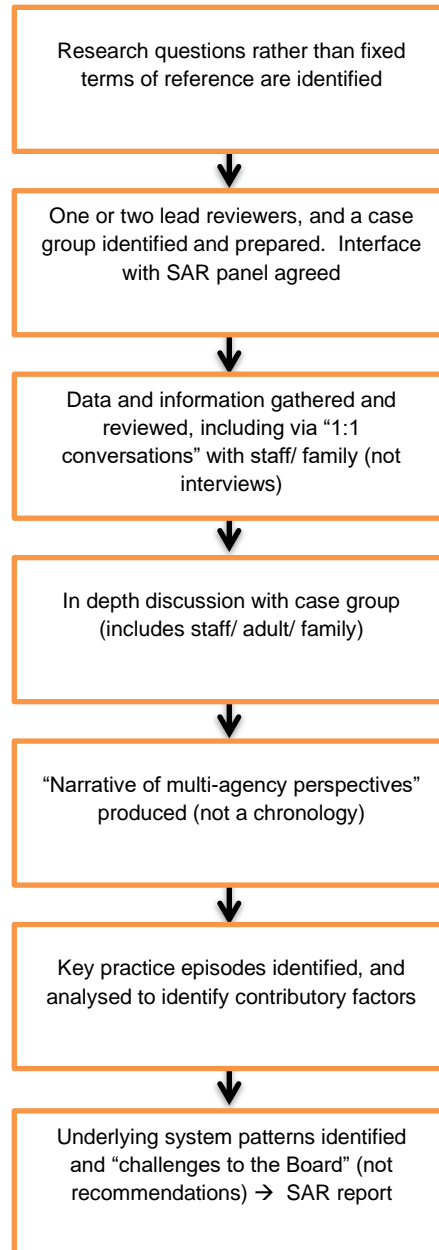 Research questions rather than fixed
terms of reference are identified
One or two lead reviewers, and a case
group identified and prepared.  Interface
with SAR panel agreed
Data and information gathered and
reviewed, including via “1:1
conversations” with staff/ family (not
interviews)
In depth discussion with case group
(includes staff/ adult/ family)
“Narrative of multi-agency perspectives”
produced (not a chronology)
Key practice episodes identified, and
analysed to identify contributory factors
Underlying system patterns identified
and “challenges to the Board” (not
recommendations) → SAR report